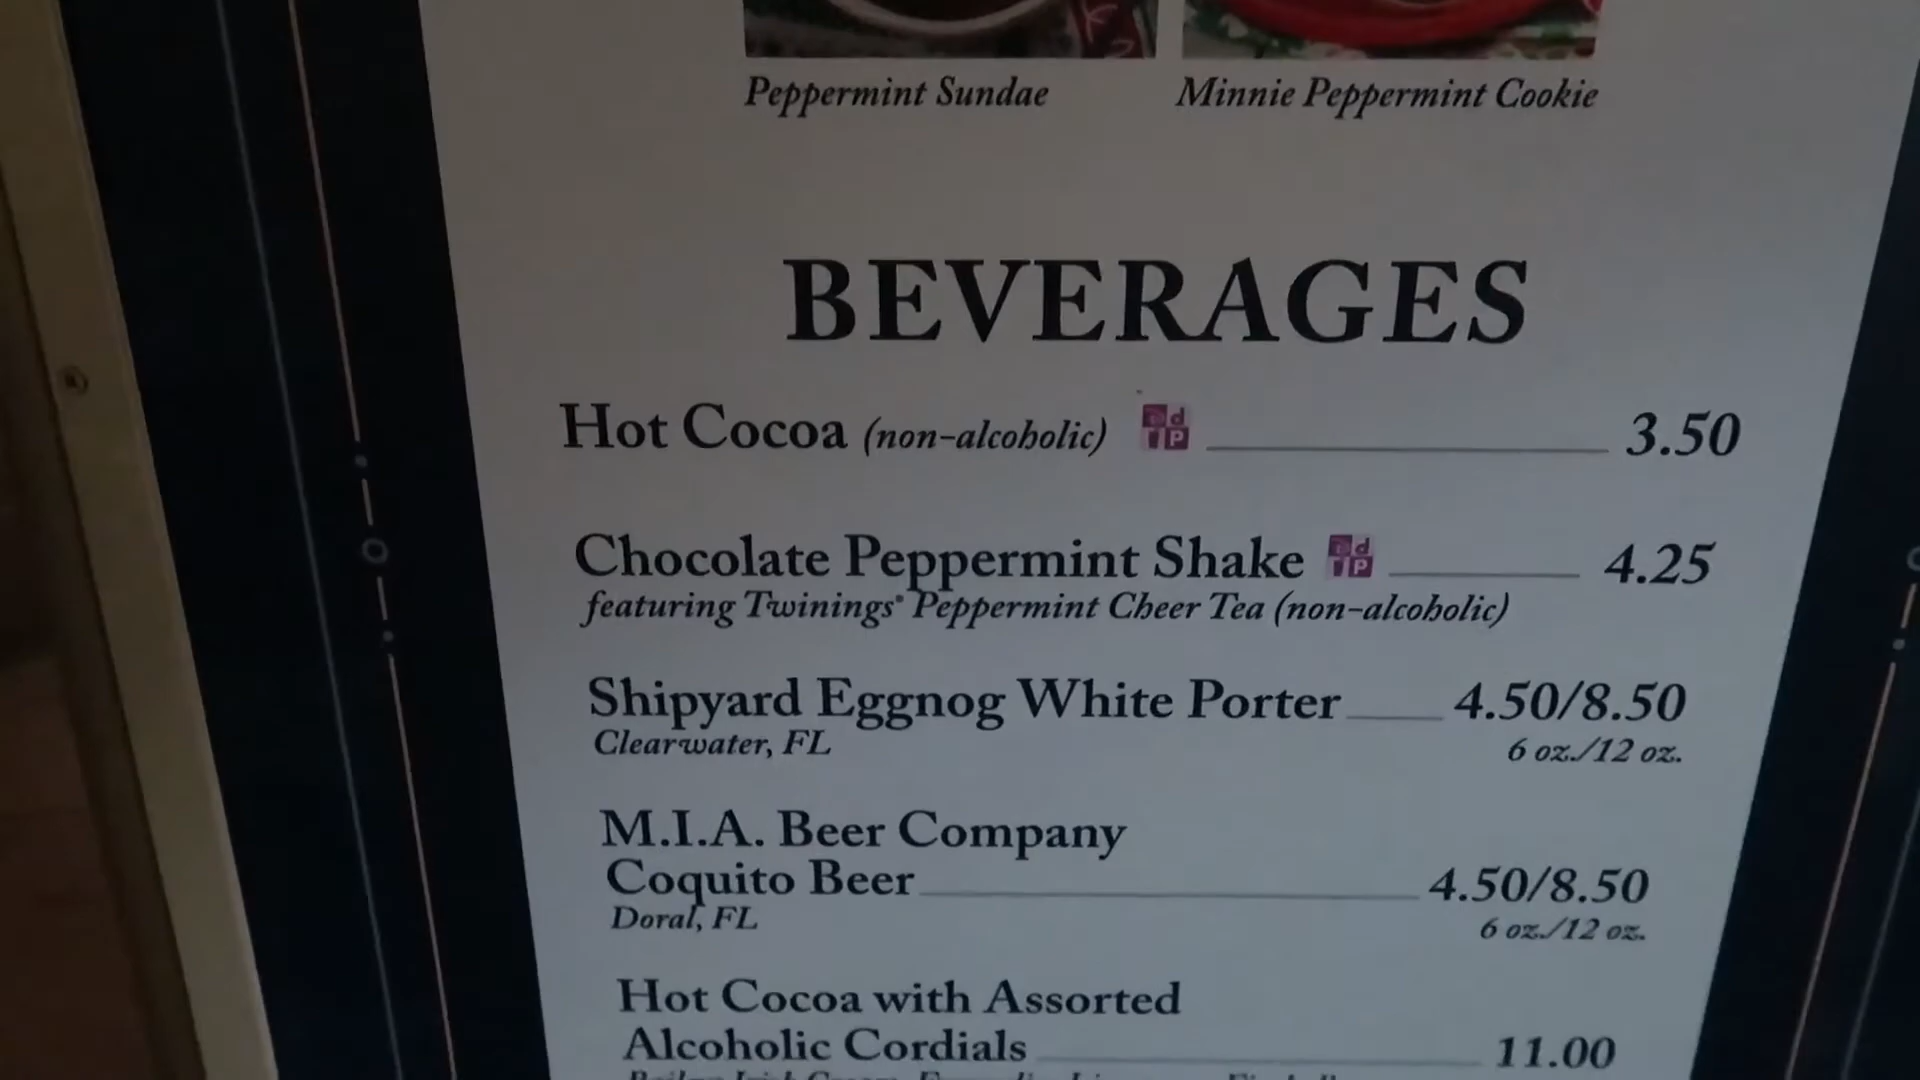 Peppermint Sundae Minnie Peppermint Cookie
BEVERAGES
Hot Cocoa (non-alcoholic) 3.50
Chocolate Peppermint Shake 4.25
featuring Twinings® Peppermint Cheer Tea (non-alcoholic)
Shipyard Eggnog White Porter 4.50/8.50
Clearwater, FL 6 oz./12 oz.
M.I.A. Beer Company
Coquito Beer 4.50/8.50
Doral, FL 6 oz./12 oz.
Hot Cocoa with Assorted
Alcoholic Cordials 11.00